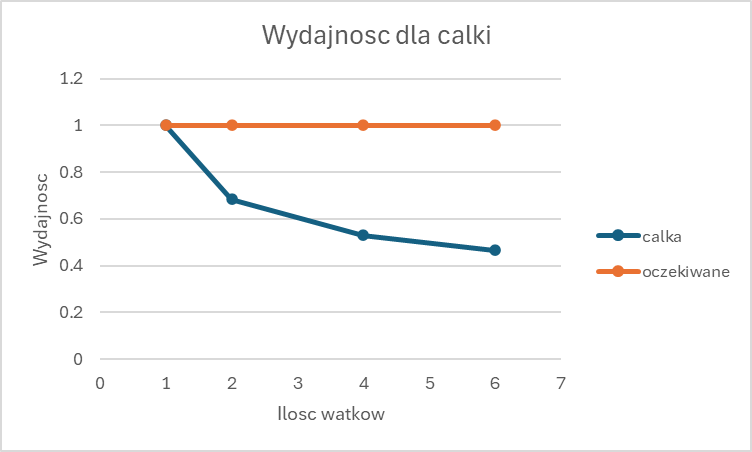 Wydajnosc dla calki
1.2
1
0.8
0.6
0.4
0.2
0
Wydajnosc
0 1 2 3 4 5 6 7
Ilosc watkow
calka
oczekiwane